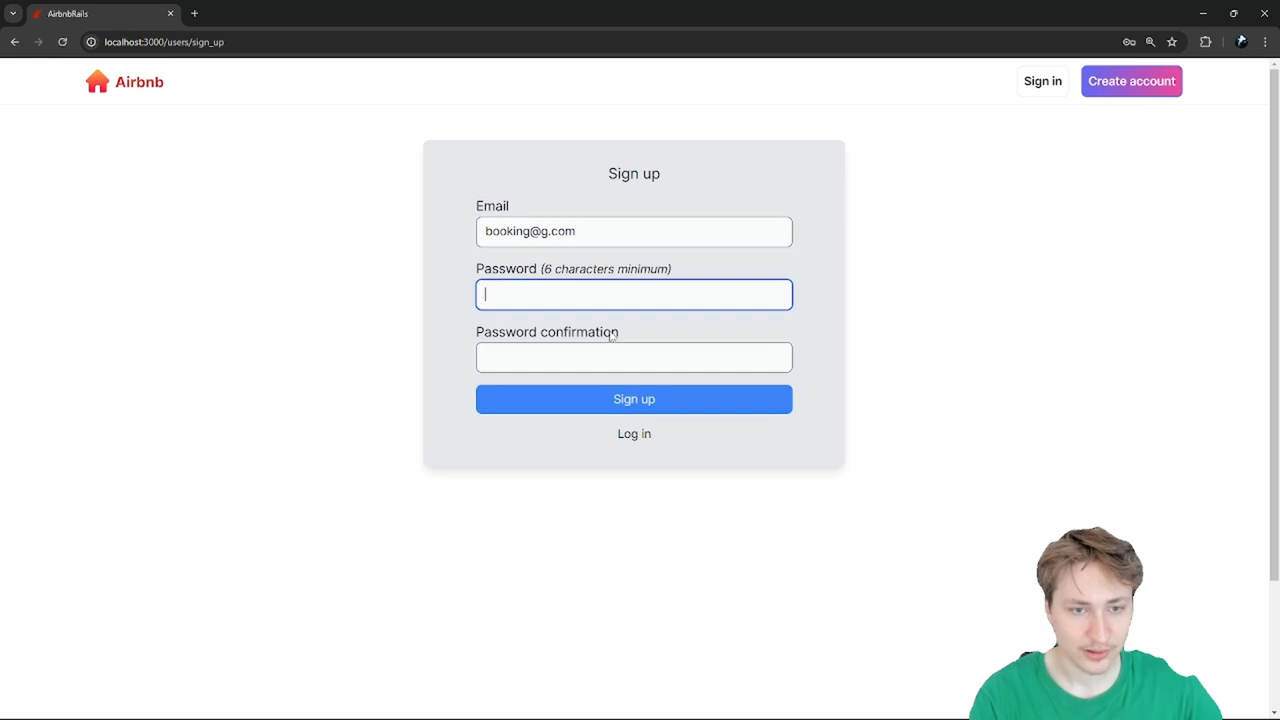 AirbnbRails
localhost:3000/users/sign_up
Airbnb
Sign in
Create account
Sign up
Email
booking@g.com
Password (6 characters minimum)
Password confirmation
Sign up
Log in